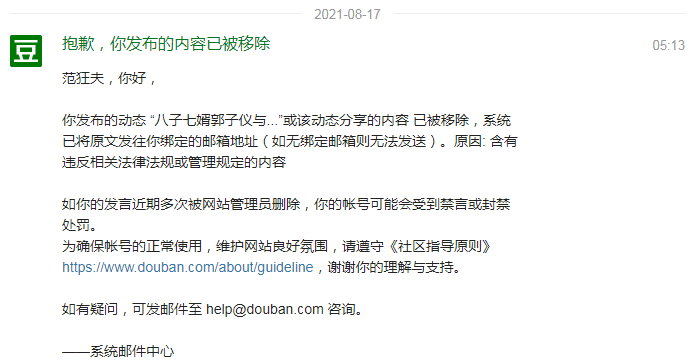 2021-08-17
豆
抱歉，你发布的内容已被移除
05:13
范狂夫，你好，
你发布的动态 “八子七婿郭子仪与...”或该动态分享的内容 已被移除，系统
已将原文发往你绑定的邮箱地址（如无绑定邮箱则无法发送）。原因: 含有
违反相关法律法规或管理规定的内容
如你的发言近期多次被网站管理员删除，你的帐号可能会受到禁言或封禁
处罚。
为确保帐号的正常使用，维护网站良好氛围，请遵守《社区指导原则》
https://www.douban.com/about/guideline，谢谢你的理解与支持。
如有疑问，可发邮件至 help@douban.com 咨询。
——系统邮件中心